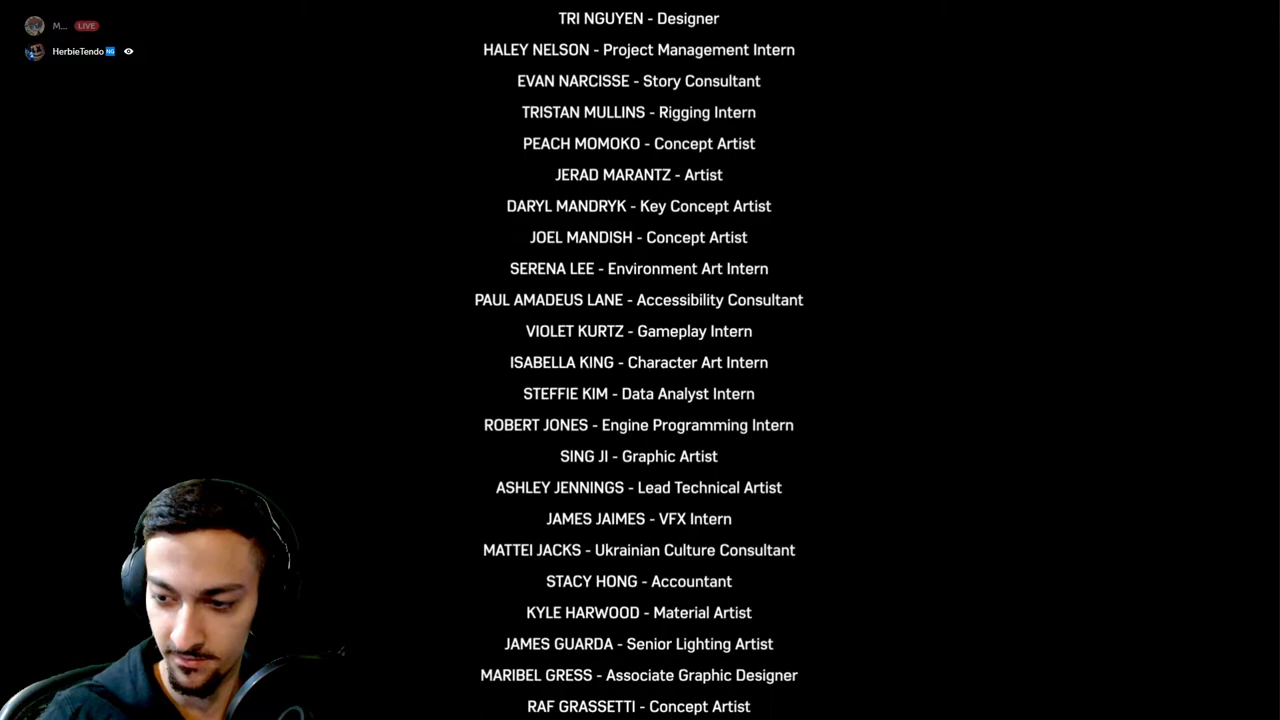 M...
LIVE
HerbieTendo NG
TRI NGUYEN - Designer
HALEY NELSON - Project Management Intern
EVAN NARCISSE - Story Consultant
TRISTAN MULLINS - Rigging Intern
PEACH MOMOKO - Concept Artist
JERAD MARANTZ - Artist
DARYL MANDRYK - Key Concept Artist
JOEL MANDISH - Concept Artist
SERENA LEE - Environment Art Intern
PAUL AMADEUS LANE - Accessibility Consultant
VIOLET KURTZ - Gameplay Intern
ISABELLA KING - Character Art Intern
STEFFIE KIM - Data Analyst Intern
ROBERT JONES - Engine Programming Intern
SING JI - Graphic Artist
ASHLEY JENNINGS - Lead Technical Artist
JAMES JAIMES - VFX Intern
MATTEI JACKS - Ukrainian Culture Consultant
STACY HONG - Accountant
KYLE HARWOOD - Material Artist
JAMES GUARDA - Senior Lighting Artist
MARIBEL GRESS - Associate Graphic Designer
RAF GRASSETTI - Concept Artist